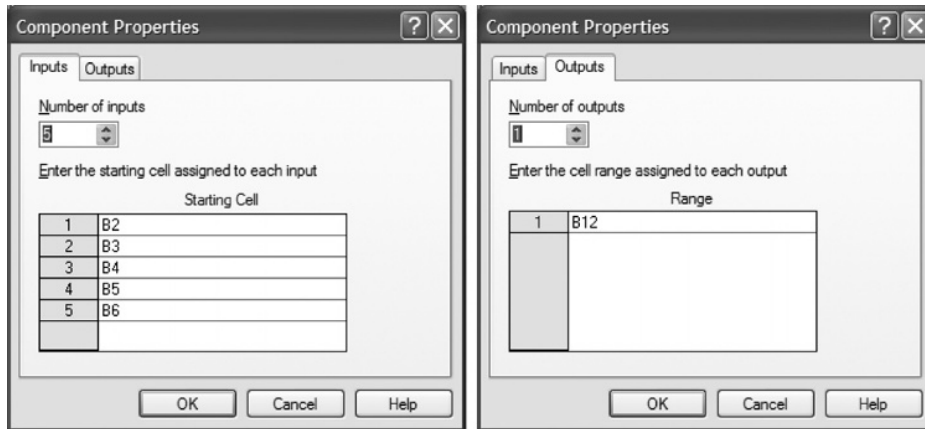 Component Properties
Inputs Outputs
Number of inputs
5
Enter the starting cell assigned to each input
Starting Cell
1 B2
2 B3
3 B4
4 B5
5 B6
OK Cancel Help
Component Properties
Inputs Outputs
Number of outputs
1
Enter the cell range assigned to each output
Range
1 B12
OK Cancel Help